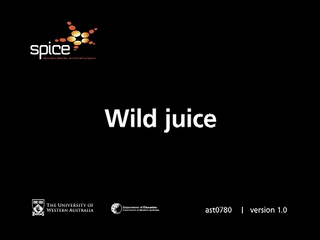 spice
Wild juice
THE UNIVERSITY OF
WESTERN AUSTRALIA
Department of Education
ast0780 | version 1.0